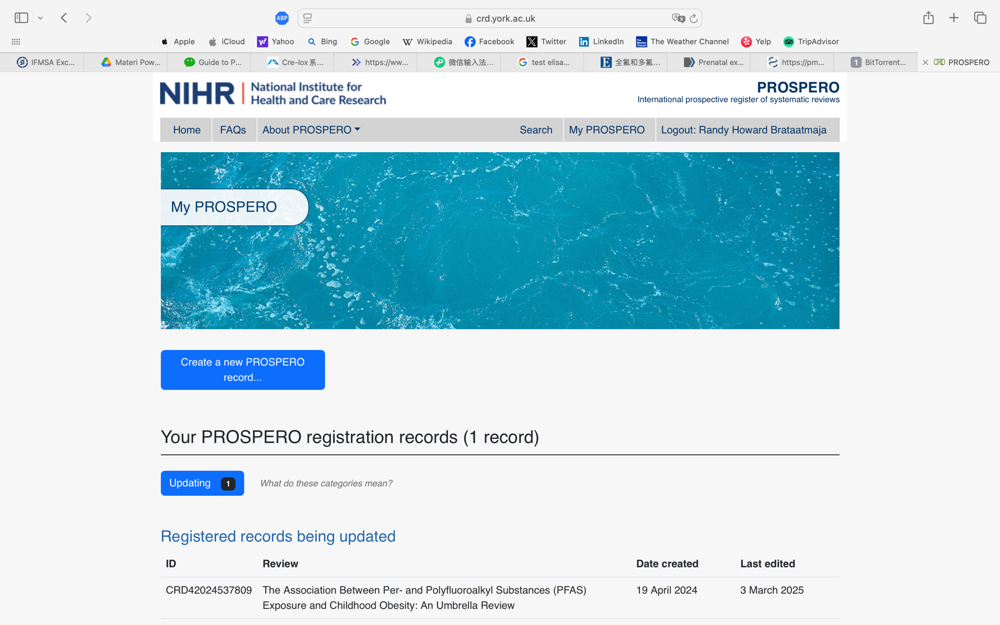 ABP
crd.york.ac.uk
Apple
iCloud
Yahoo
Bing
Google
Wikipedia
Facebook
Twitter
LinkedIn
The Weather Channel
Yelp
TripAdvisor
IFMSA Exc...
Materi Pow...
Guide to P...
Cre-lox 系...
https://ww...
微信输入法...
test elisa...
全氟和多氟...
Prenatal ex...
https://pm...
1 BitTorrent...
CRD PROSPERO
NIHR | National Institute for
Health and Care Research
PROSPERO
International prospective register of systematic reviews
Home
FAQs
About PROSPERO
Search
My PROSPERO
Logout: Randy Howard Brataatmaja
My PROSPERO
Create a new PROSPERO
record...
Your PROSPERO registration records (1 record)
Updating 1
What do these categories mean?
Registered records being updated
ID Review Date created Last edited
CRD42024537809 The Association Between Per- and Polyfluoroalkyl Substances (PFAS) 19 April 2024 3 March 2025
Exposure and Childhood Obesity: An Umbrella Review